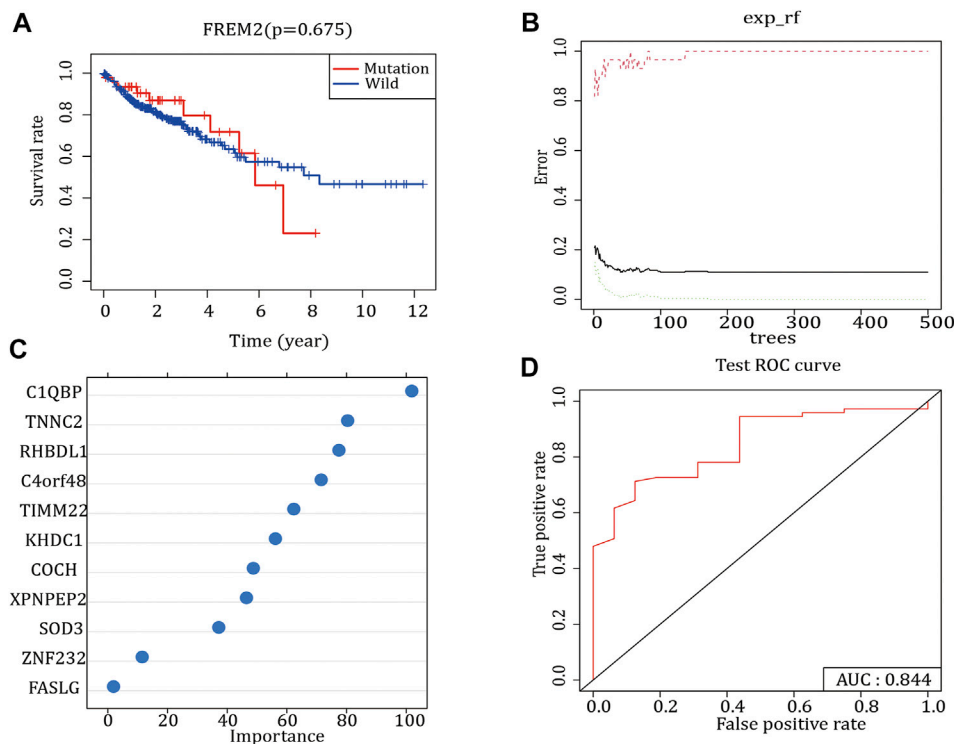 A
FREM2(p=0.675)
Mutation
Wild
Survival rate
1.0
0.8
0.6
0.4
0.2
0.0
0 2 4 6 8 10 12
Time (year)
B
exp_rf
Error
1.0
0.8
0.6
0.4
0.2
0.0
0 100 200 300 400 500
trees
C
C1QBP
TNNC2
RHBDL1
C4orf48
TIMM22
KHDC1
COCH
XPNPEP2
SOD3
ZNF232
FASLG
0 20 40 60 80 100
Importance
D
Test ROC curve
True positive rate
1.0
0.8
0.6
0.4
0.2
0.0
AUC : 0.844
0.0 0.2 0.4 0.6 0.8 1.0
False positive rate